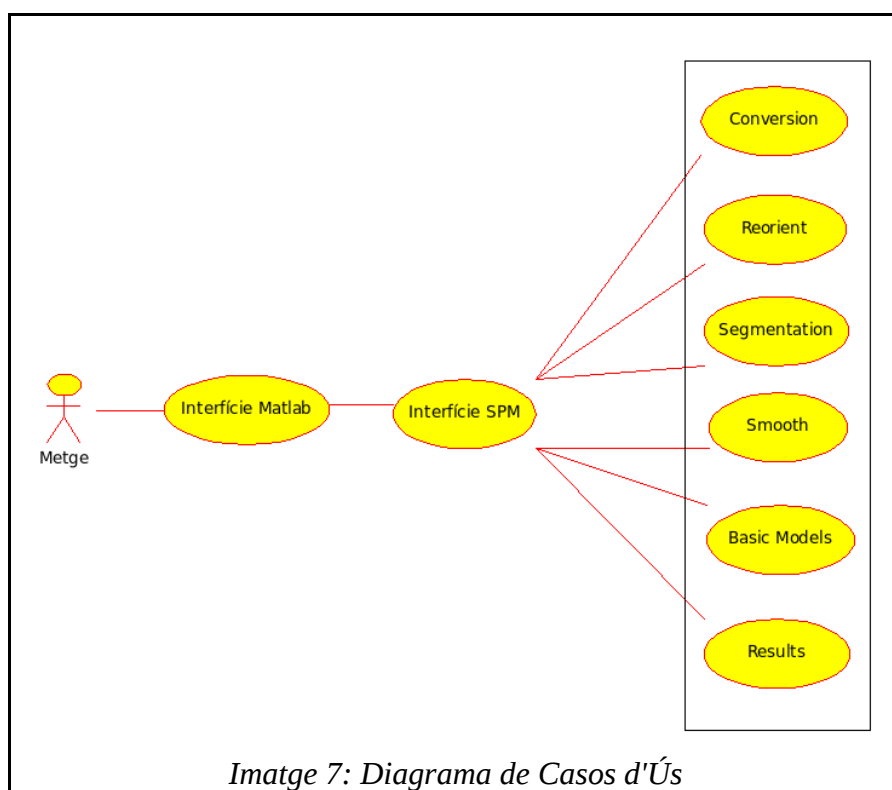 Conversion
Reorient
Segmentation
Interfície Matlab
Interfície SPM
Smooth
Metge
Basic Models
Results
Imatge 7: Diagrama de Casos d'Ús